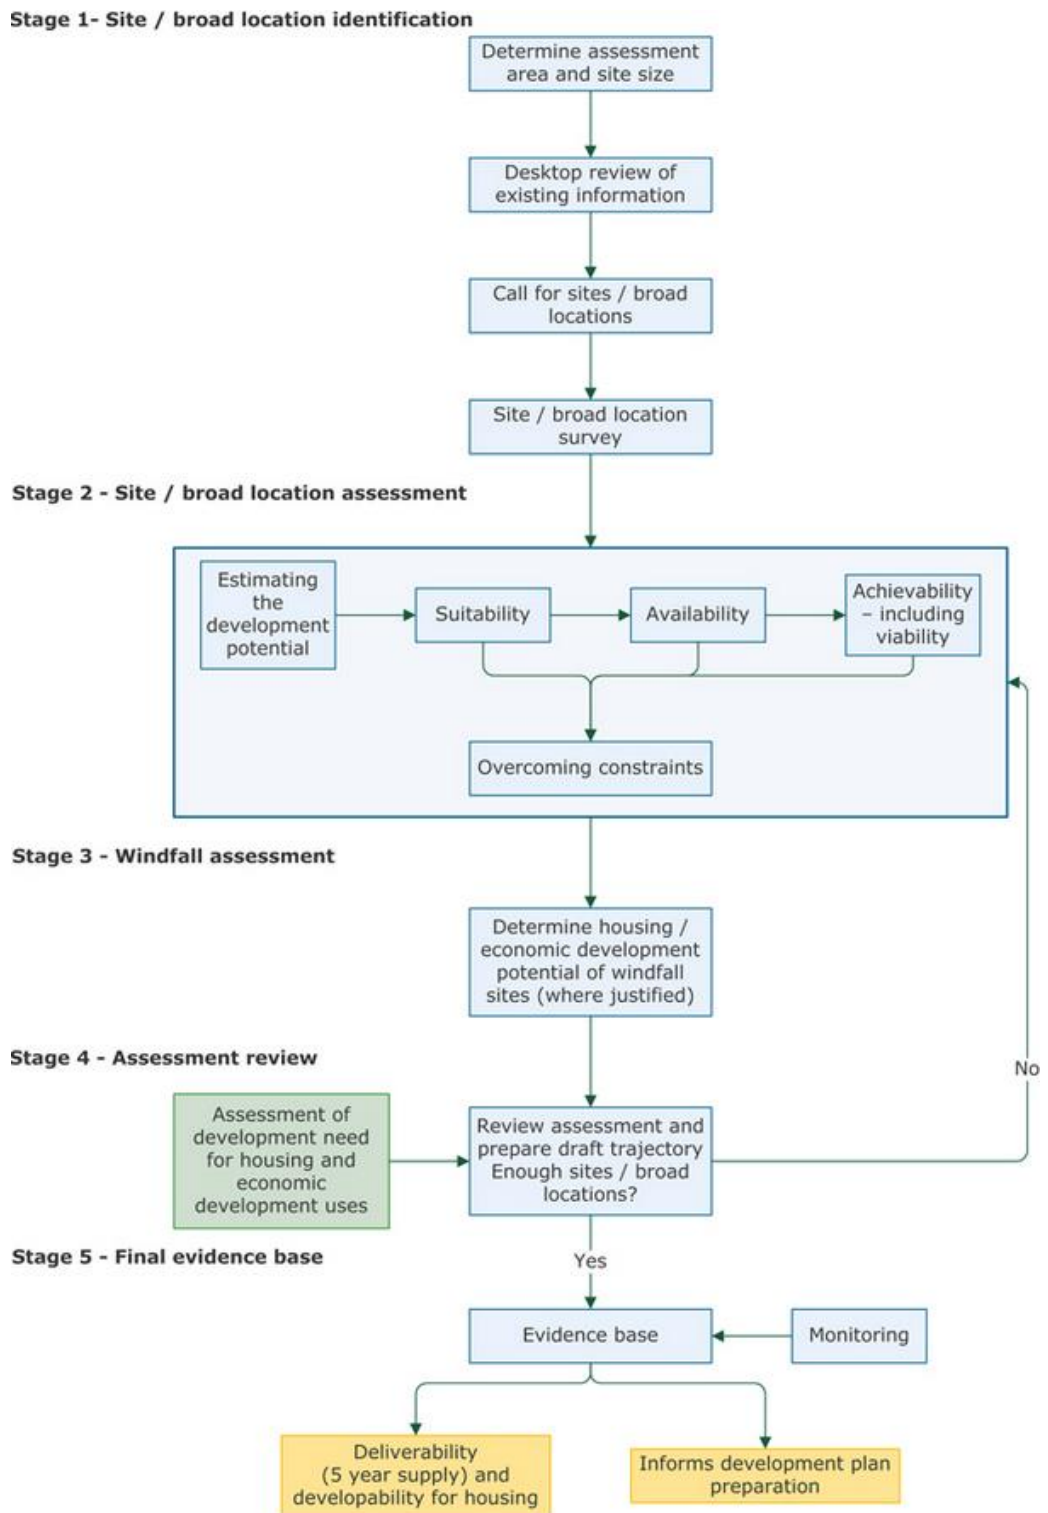 Stage 1- Site / broad location identification
Determine assessment
area and site size
Desktop review of
existing information
Call for sites / broad
locations
Site / broad location
survey
Stage 2 - Site / broad location assessment
Estimating
the
development
potential
Suitability
Availability
Achievability
– including
viability
Overcoming constraints
Stage 3 - Windfall assessment
Determine housing /
economic development
potential of windfall
sites (where justified)
Stage 4 - Assessment review
No
Assessment of
development need
for housing and
economic
development uses
Review assessment and
prepare draft trajectory
Enough sites / broad
locations?
Stage 5 - Final evidence base
Yes
Evidence base
Monitoring
Deliverability
(5 year supply) and
developability for housing
Informs development plan
preparation